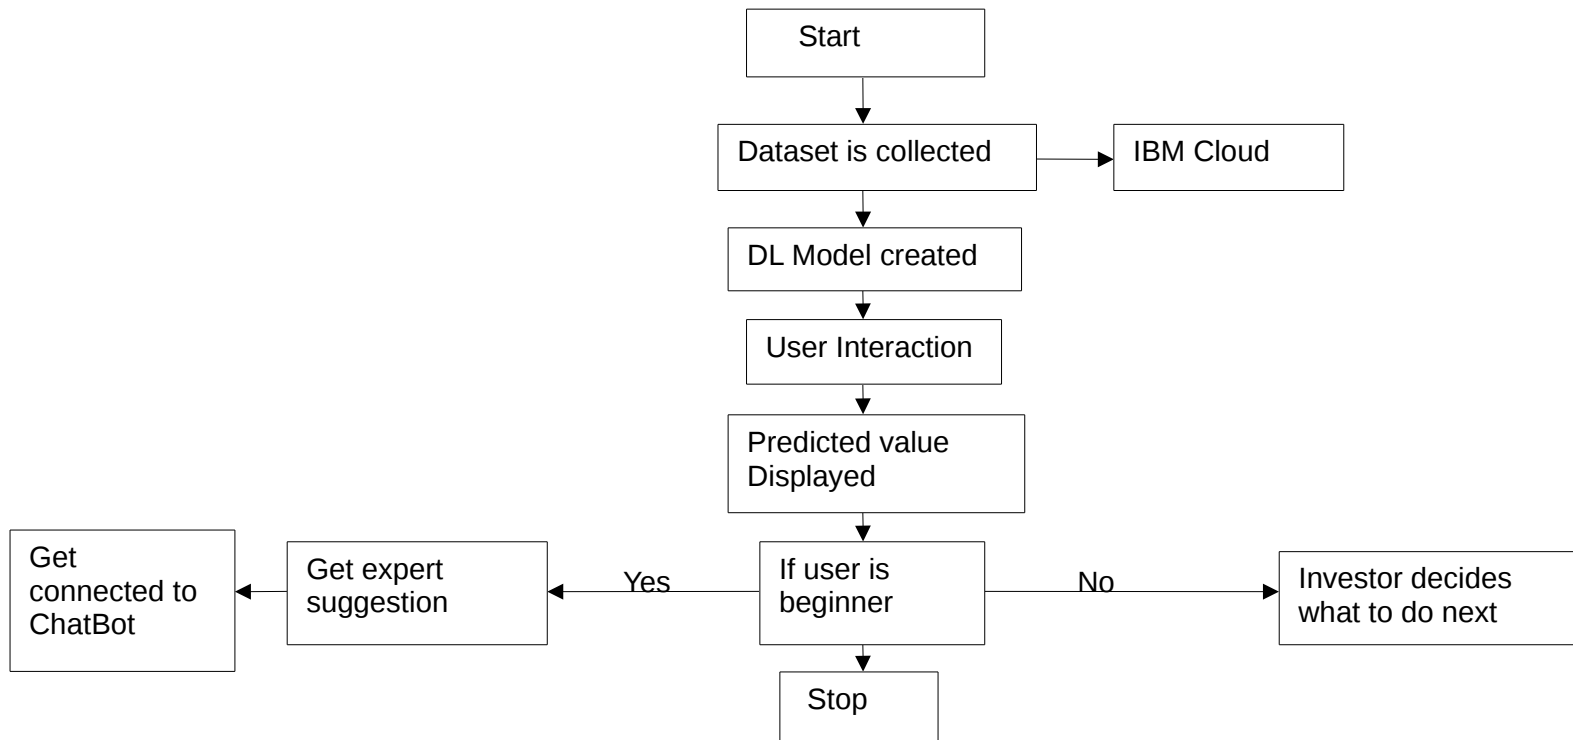 Start
Dataset is collected
IBM Cloud
DL Model created
User Interaction
Predicted value
Displayed
Get
connected to
ChatBot
Get expert
suggestion
Yes
If user is
beginner
No
Investor decides
what to do next
Stop